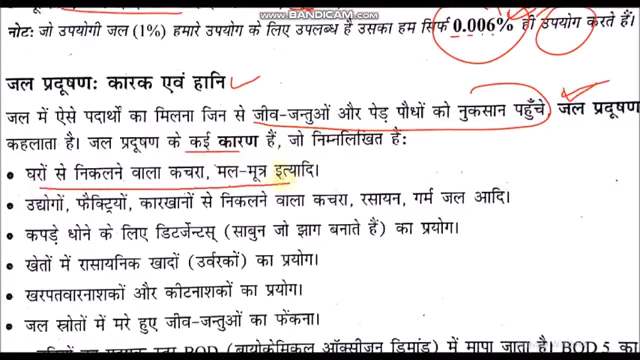 www.BANDICAM.com
नोटः जो उपयोगी जल (1%) हमारे उपयोग के लिए उपलब्ध है उसका हम सिर्फ 0.006% ही उपयोग करते हैं।
जल प्रदूषणः कारक एवं हानि
जल में ऐसे पदार्थो का मिलना जिन से जीव-जन्तुओं और पेड़ पौधों को नुकसान पहुँचे, जल प्रदूषण
कहलाता है। जल प्रदूषण के कई कारण हैं, जो निम्नलिखित हैः
• घरों से निकलने वाला कचरा, मल-मूत्र इत्यादि।
• उद्योगों, फैक्ट्रियों, कारखानों से निकलने वाला कचरा, रसायन, गर्म जल आदि।
• कपड़े धोने के लिए डिटर्जेन्टस् (साबुन जो झाग बनाते हैं) का प्रयोग।
• खेतों में रासायनिक खादों (उर्वरकों) का प्रयोग।
• खरपतवारनाशकों और कीटनाशकों का प्रयोग।
• जल स्रोतों में मरे हुए जीव-जन्तुओं का फेंकना।
BOD (बायोकेमिकल ऑक्सीजन डिमांड) में मापा जाता है। BOD 5 का